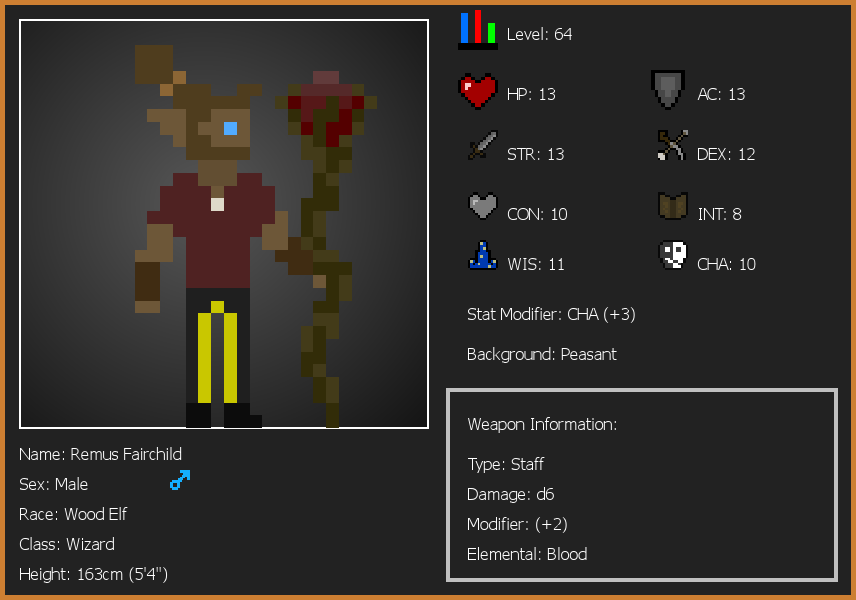 Level: 64
HP: 13
AC: 13
STR: 13
DEX: 12
CON: 10
INT: 8
WIS: 11
CHA: 10
Stat Modifier: CHA (+3)
Background: Peasant
Weapon Information:
Type: Staff
Damage: d6
Modifier: (+2)
Elemental: Blood
Name: Remus Fairchild
Sex: Male
Race: Wood Elf
Class: Wizard
Height: 163cm (5'4")